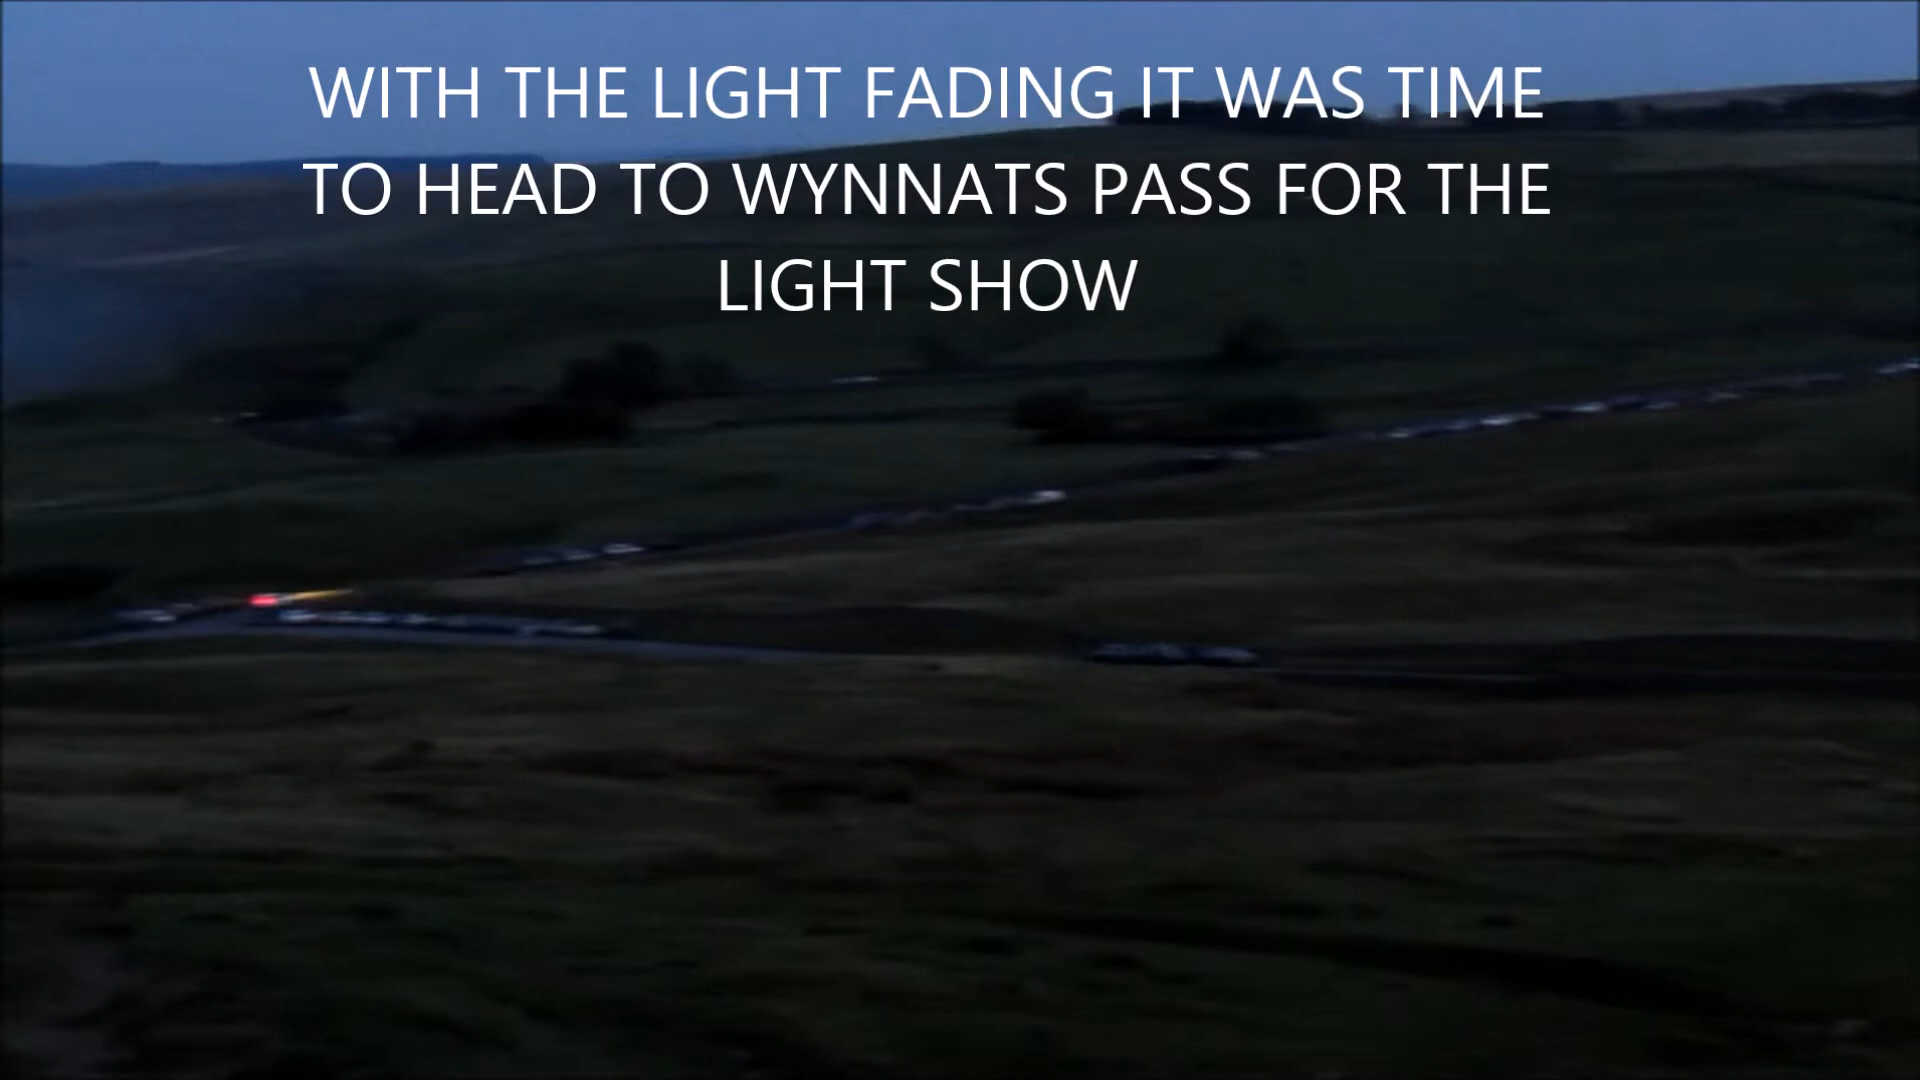 WITH THE LIGHT FADING IT WAS TIME
TO HEAD TO WYNNATS PASS FOR THE
LIGHT SHOW